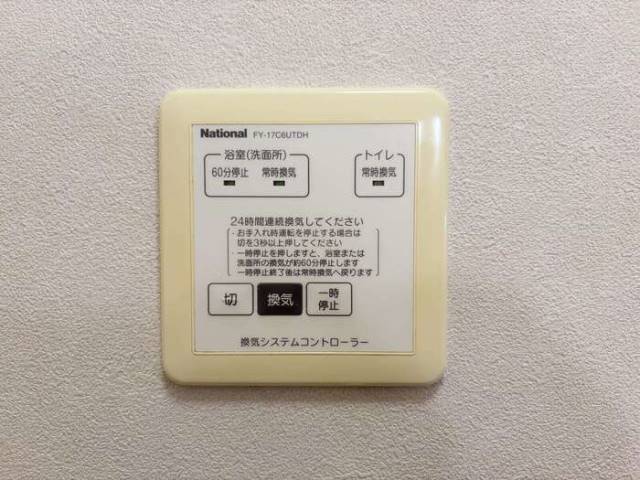 National FY-17C6UTDH
浴室(洗面所)
トイレ
60分停止 常時換気
常時換気
24時間連続換気してください
・お手入れ時運転を停止する場合は
切を3秒以上押してください
・一時停止を押しますと、浴室または
洗面所の換気が約60分停止します
一時停止終了後は常時換気へ戻ります
切 換気 一時
停止
換気システムコントローラー